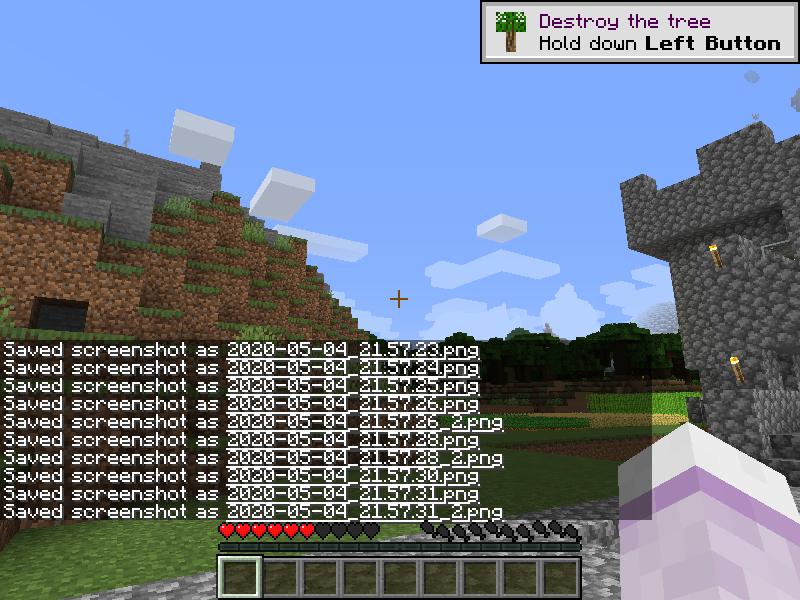 Destroy the tree
Hold down Left Button
Saved screenshot as 2020-05-04_21.57.23.png
Saved screenshot as 2020-05-04_21.57.24.png
Saved screenshot as 2020-05-04_21.57.25.png
Saved screenshot as 2020-05-04_21.57.26.png
Saved screenshot as 2020-05-04_21.57.26_2.png
Saved screenshot as 2020-05-04_21.57.28.png
Saved screenshot as 2020-05-04_21.57.28_2.png
Saved screenshot as 2020-05-04_21.57.30.png
Saved screenshot as 2020-05-04_21.57.31.png
Saved screenshot as 2020-05-04_21.57.31_2.png